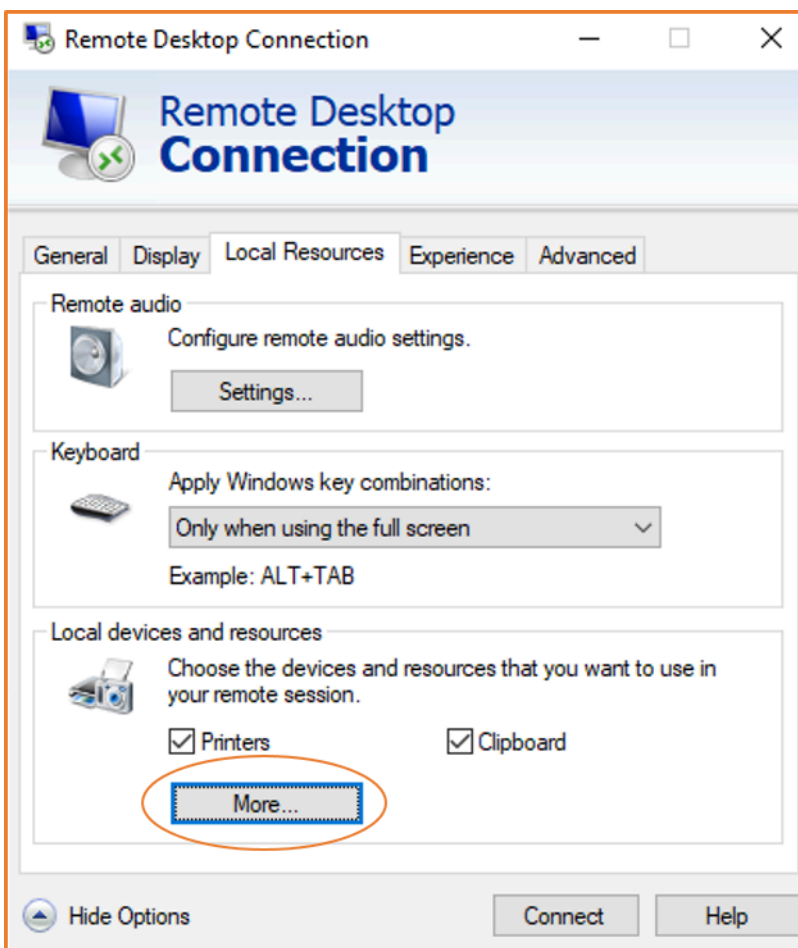 Remote Desktop Connection
Remote Desktop
Connection
General Display Local Resources Experience Advanced
Remote audio
Configure remote audio settings.
Settings...
Keyboard
Apply Windows key combinations:
Only when using the full screen
Example: ALT+TAB
Local devices and resources
Choose the devices and resources that you want to use in
your remote session.
Printers Clipboard
More...
Hide Options Connect Help